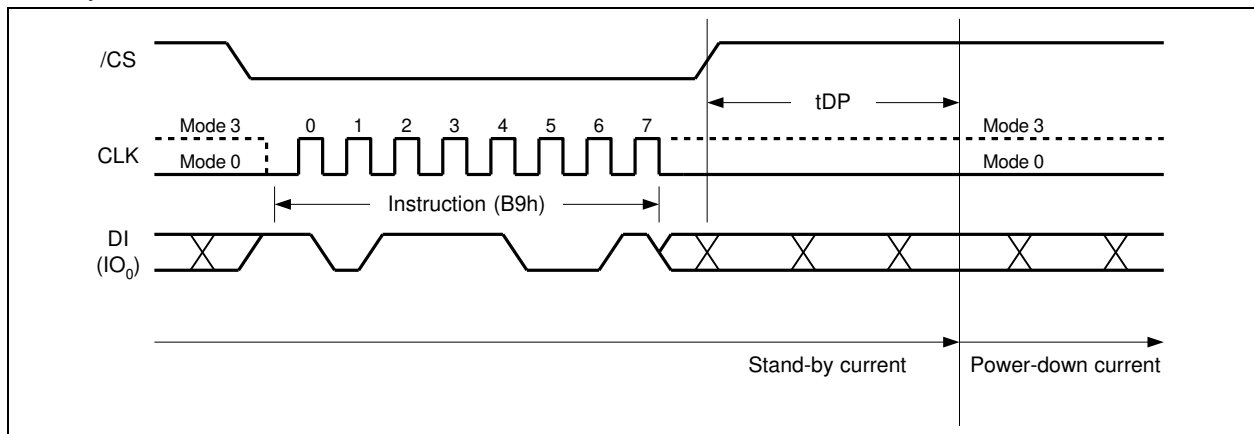 /CS
tDP
Mode 3 0 1 2 3 4 5 6 7 Mode 3
CLK
Mode 0 Mode 0
Instruction (B9h)
DI
(IO0)
Stand-by current Power-down current